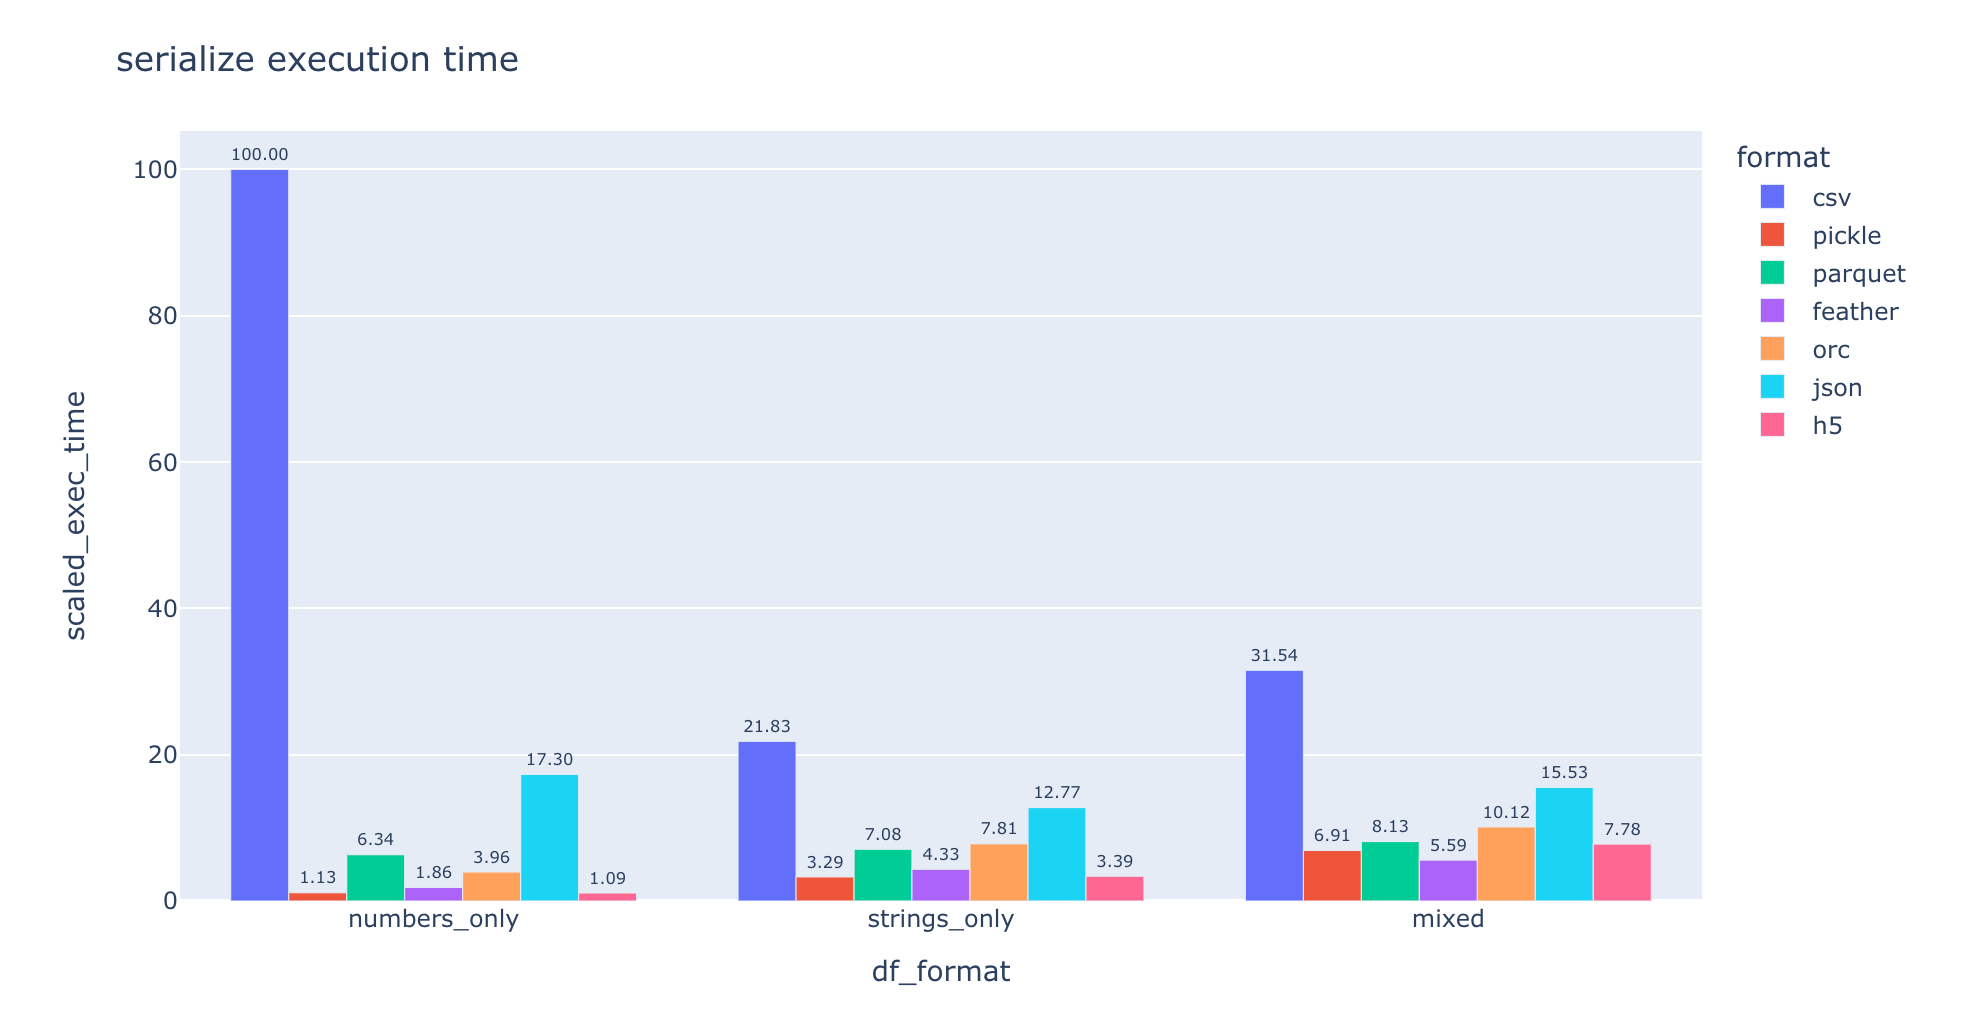 serialize execution time
format
csv
pickle
parquet
feather
orc
json
h5
scaled_exec_time
100
80
60
40
20
0
100.00
1.13
6.34
1.86
3.96
17.30
1.09
21.83
3.29
7.08
4.33
7.81
12.77
3.39
31.54
6.91
8.13
5.59
10.12
15.53
7.78
numbers_only
strings_only
mixed
df_format